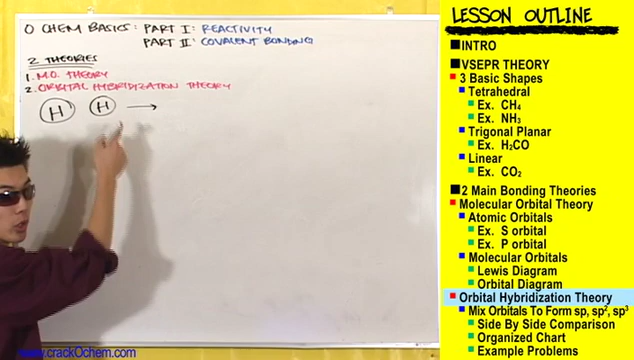 O CHEM BASICS: PART I: REACTIVITY
PART II: COVALENT BONDING
2 THEORIES
1. M.O. THEORY
2. ORBITAL HYBRIDIZATION THEORY
H H
www.crackOchem.com
LESSON OUTLINE
INTRO
VSEPR THEORY
3 Basic Shapes
Tetrahedral
Ex. CH₄
Ex. NH₃
Trigonal Planar
Ex. H₂CO
Linear
Ex. CO₂
2 Main Bonding Theories
Molecular Orbital Theory
Atomic Orbitals
Ex. S orbital
Ex. P orbital
Molecular Orbitals
Lewis Diagram
Orbital Diagram
Orbital Hybridization Theory
Mix Orbitals To Form sp, sp², sp³
Side By Side Comparison
Organized Chart
Example Problems